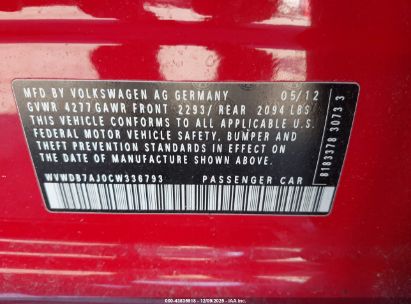 MFD BY VOLKSWAGEN AG GERMANY 05/12
GVWR 4277 GAWR FRONT 2293/ REAR 2094 LBS
THIS VEHICLE CONFORMS TO ALL APPLICABLE U.S.
FEDERAL MOTOR VEHICLE SAFETY, BUMPER AND
THEFT PREVENTION STANDARDS IN EFFECT ON
THE DATE OF MANUFACTURE SHOWN ABOVE.
WVWDB7AJ0CW336793 PASSENGER CAR
8183378 3073 3